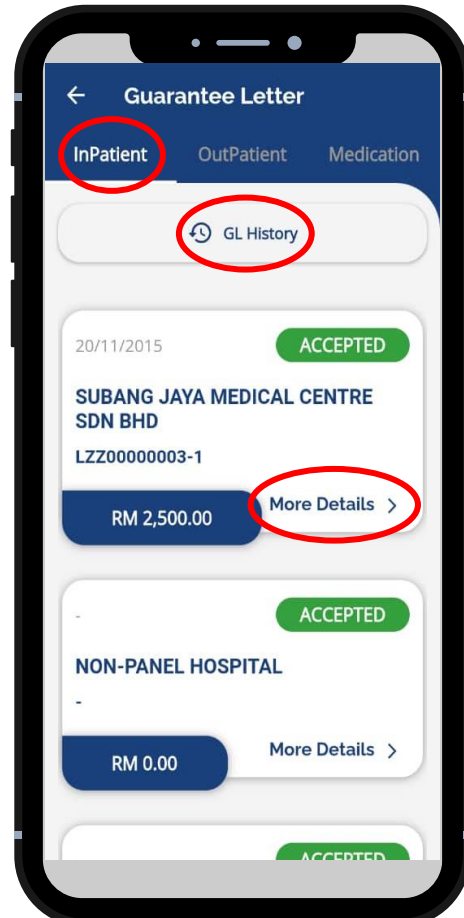 Guarantee Letter
InPatient OutPatient Medication
GL History
20/11/2015 ACCEPTED
SUBANG JAYA MEDICAL CENTRE
SDN BHD
LZZ00000003-1
RM 2,500.00 More Details >
- ACCEPTED
NON-PANEL HOSPITAL
-
RM 0.00 More Details >
ACCEPTED